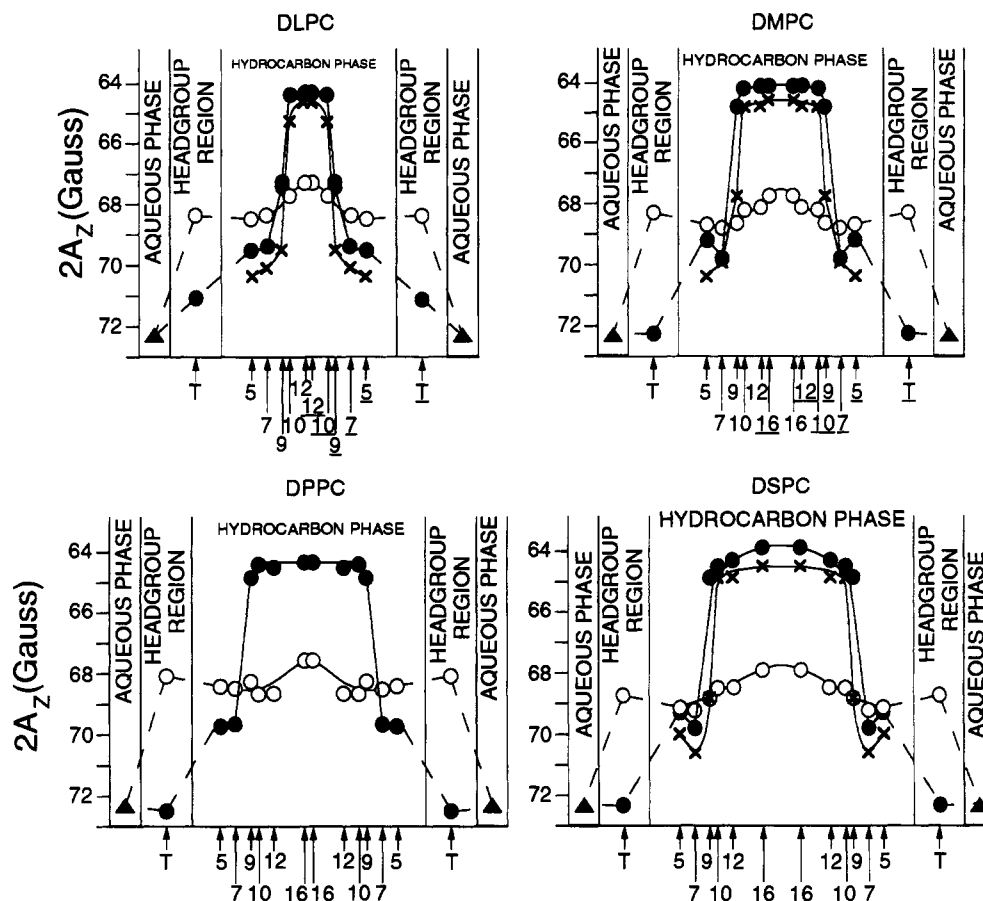 DLPC
AQUEOUS PHASE
HEADGROUP
REGION
HYDROCARBON PHASE
HEADGROUP
REGION
AQUEOUS PHASE
2A_Z(Gauss)
64
66
68
70
72
T 5 12 5 T
7 10 12 10 7
9 9
DMPC
AQUEOUS PHASE
HEADGROUP
REGION
HYDROCARBON PHASE
HEADGROUP
REGION
AQUEOUS PHASE
64
66
68
70
72
T 5 9 12 12 9 5 T
7 10 16 16 10 7
DPPC
AQUEOUS PHASE
HEADGROUP
REGION
HYDROCARBON PHASE
HEADGROUP
REGION
AQUEOUS PHASE
2A_Z(Gauss)
64
66
68
70
72
T 5 9 12 12 9 5 T
7 10 16 16 10 7
DSPC
AQUEOUS PHASE
HEADGROUP
REGION
HYDROCARBON PHASE
HEADGROUP
REGION
AQUEOUS PHASE
64
66
68
70
72
T 5 9 12 12 9 5 T
7 10 16 16 10 7